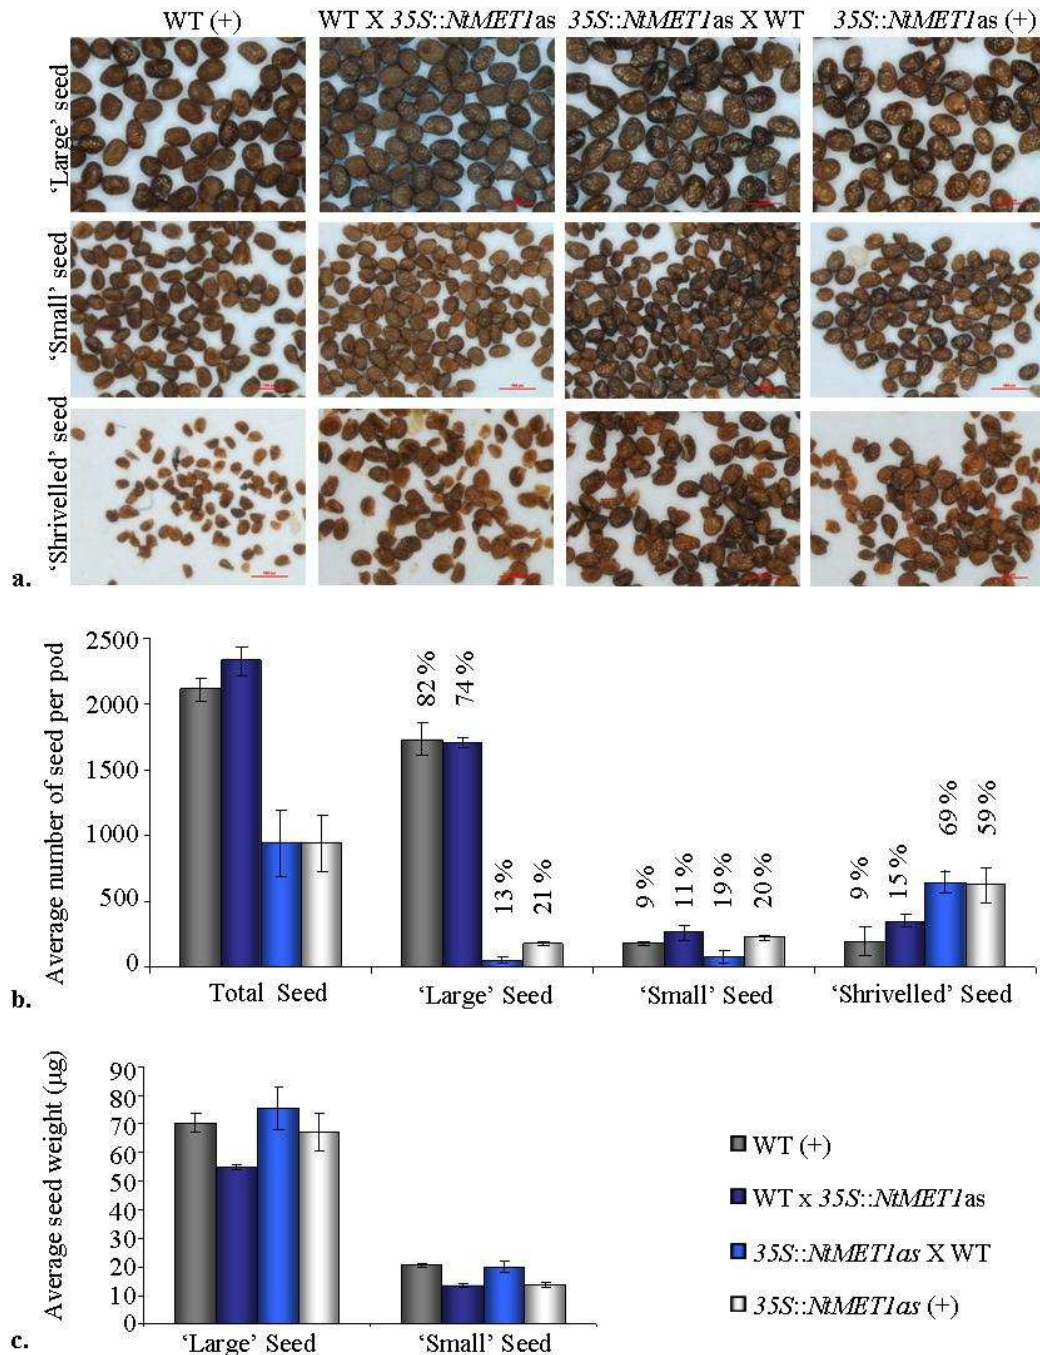 WT (+)
WT X 35S::NtMET1as
35S::NtMET1as X WT
35S::NtMET1as (+)
‘Large’ seed
‘Small’ seed
‘Shrivelled’ seed
a.
Average number of seed per pod
2500
2000
1500
1000
500
0
82 %
74 %
13 %
21 %
9 %
11 %
19 %
20 %
9 %
15 %
69 %
59 %
Total Seed
‘Large’ Seed
‘Small’ Seed
‘Shrivelled’ Seed
b.
Average seed weight (µg)
90
80
70
60
50
40
30
20
10
0
‘Large’ Seed
‘Small’ Seed
WT (+)
WT x 35S::NtMET1as
35S::NtMET1as X WT
35S::NtMET1as (+)
c.